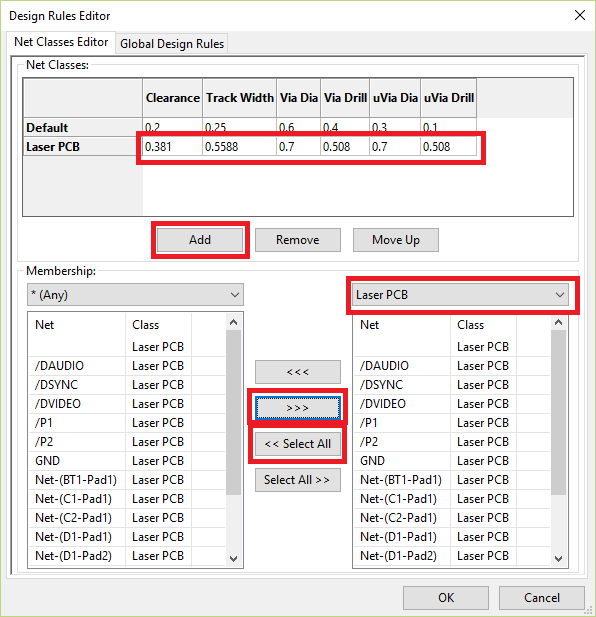 Design Rules Editor
Net Classes Editor Global Design Rules
Net Classes:
Clearance Track Width Via Dia Via Drill uVia Dia uVia Drill
Default 0.2 0.25 0.6 0.4 0.3 0.1
Laser PCB 0.381 0.5588 0.7 0.508 0.7 0.508
Add Remove Move Up
Membership:
* (Any) Laser PCB
Net Class Net Class
Laser PCB Laser PCB
/DAUDIO Laser PCB /DAUDIO Laser PCB
/DSYNC Laser PCB /DSYNC Laser PCB
/DVIDEO Laser PCB /DVIDEO Laser PCB
/P1 Laser PCB /P1 Laser PCB
/P2 Laser PCB /P2 Laser PCB
GND Laser PCB GND Laser PCB
Net-(BT1-Pad1) Laser PCB Net-(BT1-Pad1) Laser PCB
Net-(C1-Pad1) Laser PCB Net-(C1-Pad1) Laser PCB
Net-(C2-Pad1) Laser PCB Net-(C2-Pad1) Laser PCB
Net-(D1-Pad1) Laser PCB Net-(D1-Pad1) Laser PCB
Net-(D1-Pad2) Laser PCB Net-(D1-Pad2) Laser PCB
<<<
>>>
<< Select All
Select All >>
OK Cancel